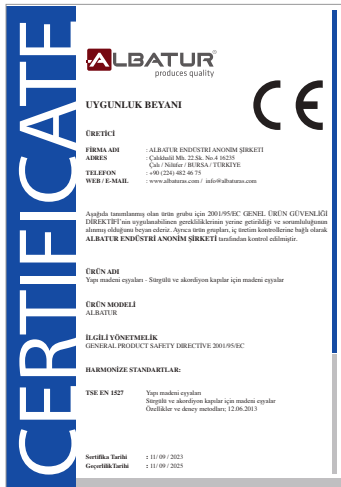 CERTIFICATE
ALBATUR
produces quality
CE
UYGUNLUK BEYANI
ÜRETİCİ
FİRMA ADI : ALBATUR ENDÜSTRİ ANONİM ŞİRKETİ
ADRES : Çalıkhalil Mh. 22 Sk. No.4 16235
Çalı / Nilüfer / BURSA / TÜRKİYE
TELEFON : +90 (224) 482 46 75
WEB / E-MAIL : www.albaturas.com / info@albaturas.com
Aşağıda tanımlanmış olan ürün grubu için 2001/95/EC GENEL ÜRÜN GÜVENLİĞİ
DİREKTİFİ'nin uygulanabilinen gerekliliklerinin yerine getirildiği ve sorumluluğunun
alınmış olduğunu beyan ederiz. Ayrıca ürün grupları, iç üretim kontrollerine bağlı olarak
ALBATUR ENDÜSTRİ ANONİM ŞİRKETİ tarafından kontrol edilmiştir.
ÜRÜN ADI
Yapı madeni eşyaları - Sürgülü ve akordiyon kapılar için madeni eşyalar
ÜRÜN MODELİ
ALBATUR
İLGİLİ YÖNETMELİK
GENERAL PRODUCT SAFETY DIRECTIVE 2001/95/EC
HARMONİZE STANDARTLAR:
TSE EN 1527 Yapı madeni eşyaları
Sürgülü ve akordiyon kapılar için madeni eşyalar
Özellikler ve deney metodları; 12.06.2013
Sertifika Tarihi : 11/ 09 / 2023
GeçerlilikTarihi : 11/ 09 / 2025